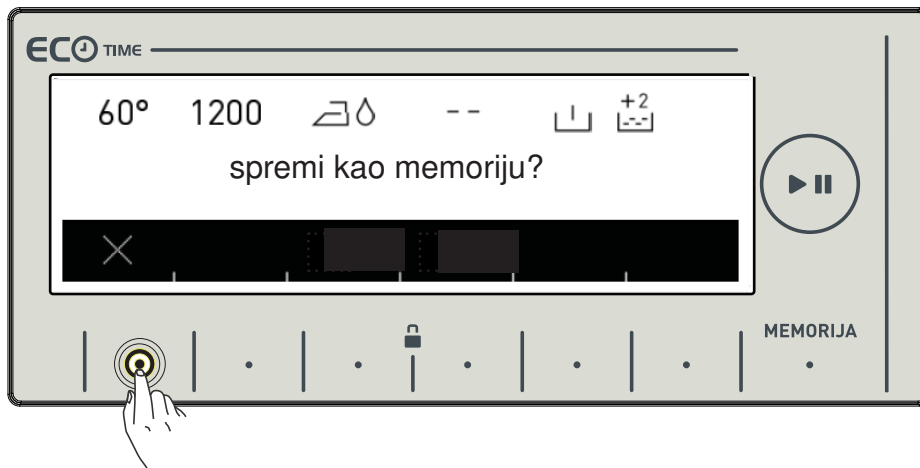 ECO TIME
60° 1200 -- +2
spremi kao memoriju?
MEMORIJA